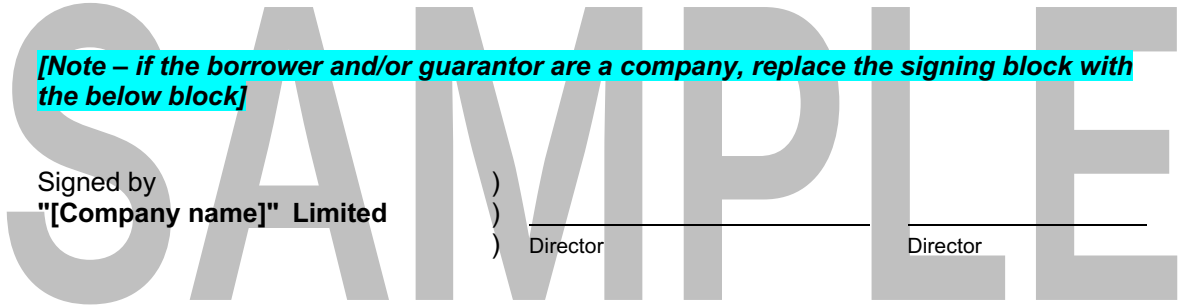 SAMPLE
[Note – if the borrower and/or guarantor are a company, replace the signing block with
the below block]
Signed by )
"[Company name]" Limited )
) Director Director